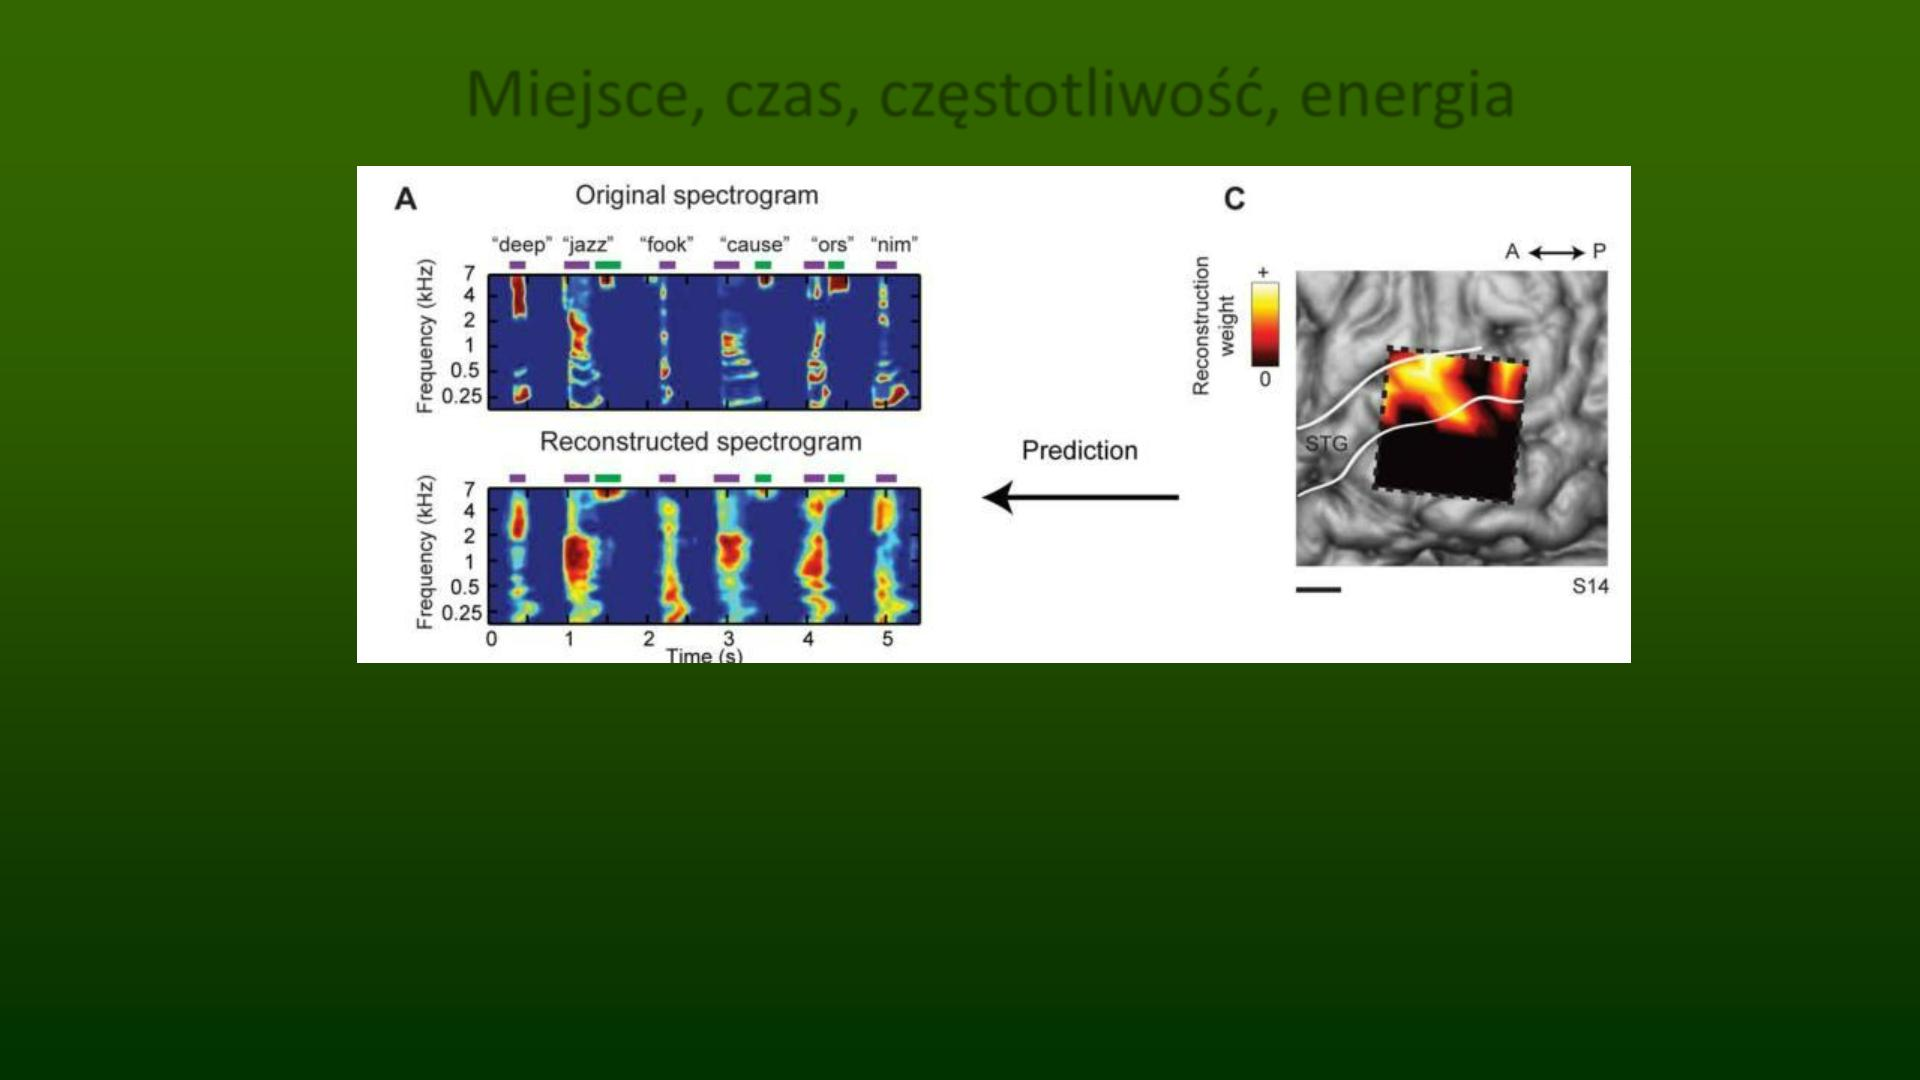 Miejsce, czas, częstotliwość, energia
A
Original spectrogram
“deep” “jazz” “fook” “cause” “ors” “nim”
Frequency (kHz)
7
4
2
1
0.5
0.25
Reconstructed spectrogram
Frequency (kHz)
7
4
2
1
0.5
0.25
0 1 2 3 4 5
Time (s)
Prediction
C
A P
Reconstruction
weight
+
0
STG
S14